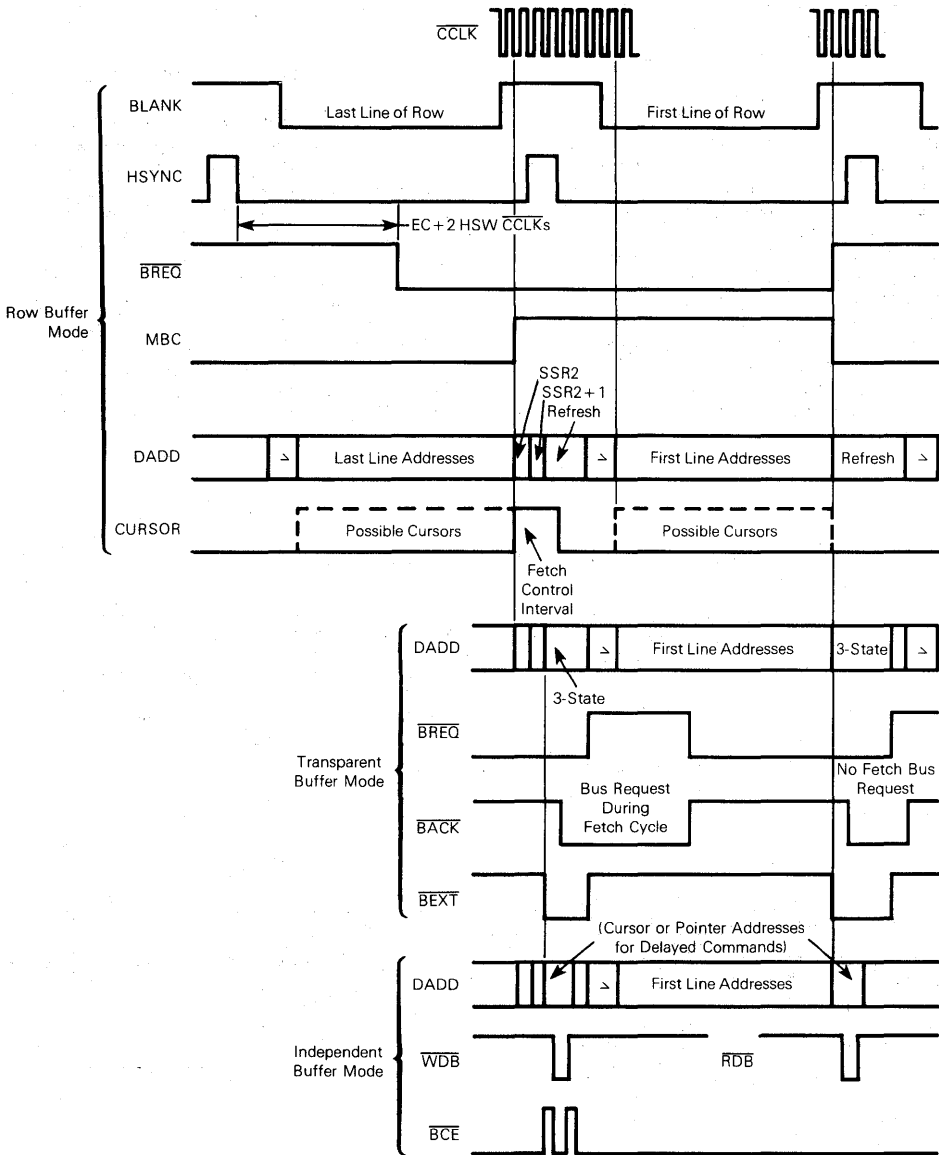 CCLK
BLANK
Last Line of Row
First Line of Row
HSYNC
EC+2 HSW CCLKs
BREQ
Row Buffer
Mode
MBC
SSR2
SSR2+1
Refresh
DADD
Last Line Addresses
First Line Addresses
Refresh
CURSOR
Possible Cursors
Possible Cursors
Fetch
Control
Interval
DADD
First Line Addresses
3-State
3-State
BREQ
Transparent
Buffer Mode
Bus Request
During
Fetch Cycle
No Fetch Bus
Request
BACK
BEXT
(Cursor or Pointer Addresses
for Delayed Commands)
DADD
First Line Addresses
Independent
Buffer Mode
WDB
RDB
BCE